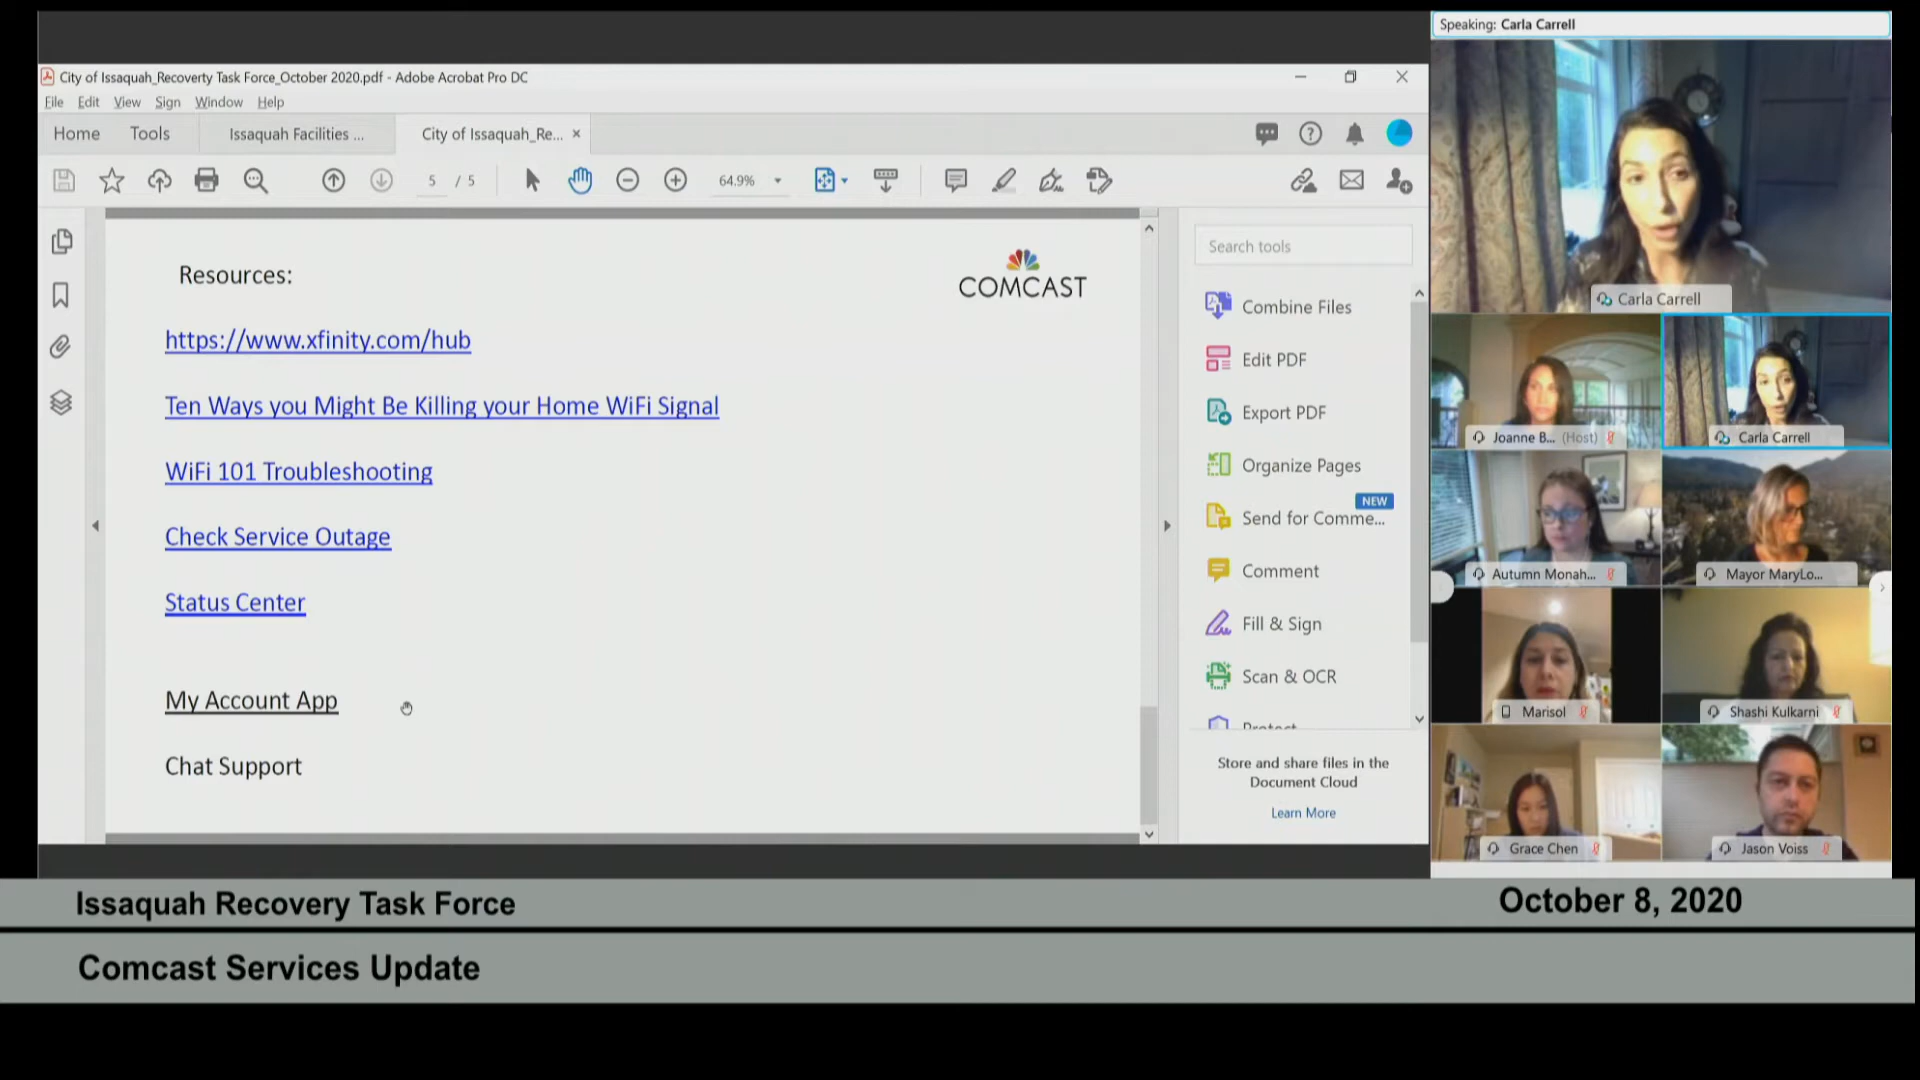 Speaking: Carla Carrell
City of Issaquah_Recoverty Task Force_October 2020.pdf - Adobe Acrobat Pro DC
File Edit View Sign Window Help
Home Tools Issaquah Facilities ... City of Issaquah_Re... ×
5 / 5 64.9%
Resources:
COMCAST
https://www.xfinity.com/hub
Ten Ways you Might Be Killing your Home WiFi Signal
WiFi 101 Troubleshooting
Check Service Outage
Status Center
My Account App
Chat Support
Search tools
Combine Files
Edit PDF
Export PDF
Organize Pages
NEW
Send for Comme...
Comment
Fill & Sign
Scan & OCR
Protect
Store and share files in the
Document Cloud
Learn More
Carla Carrell
Joanne B... (Host)
Carla Carrell
Autumn Monah...
Mayor MaryLo...
Marisol
Shashi Kulkarni
Grace Chen
Jason Voiss
Issaquah Recovery Task Force
October 8, 2020
Comcast Services Update